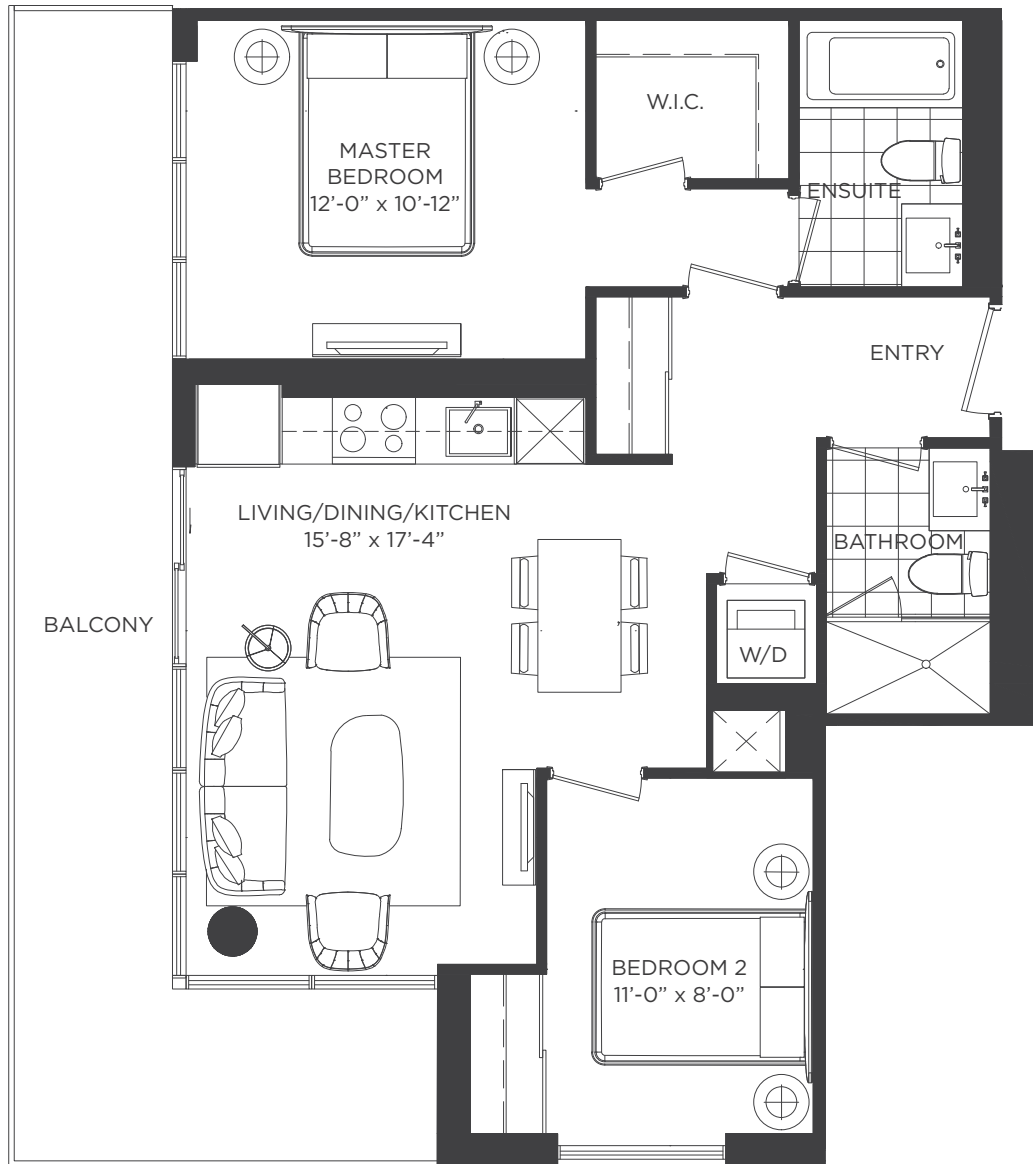 W.I.C.
MASTER
BEDROOM
12’-0” x 10’-12”
ENSUITE
ENTRY
LIVING/DINING/KITCHEN
15’-8” x 17’-4”
BATHROOM
BALCONY
W/D
BEDROOM 2
11’-0” x 8’-0”